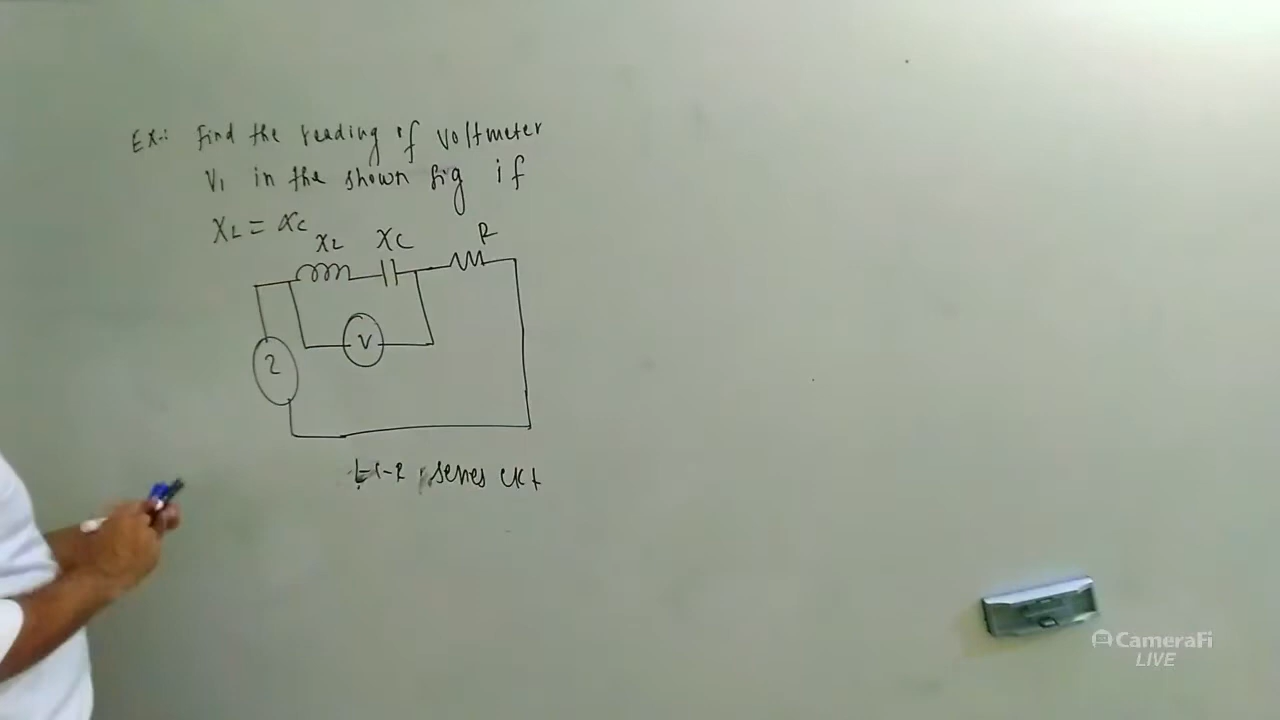 Ex:- Find the reading of voltmeter
V1 in the shown fig if
XL = XC
XL XC R
V
2
L-C-R series ckt
CameraFi
LIVE